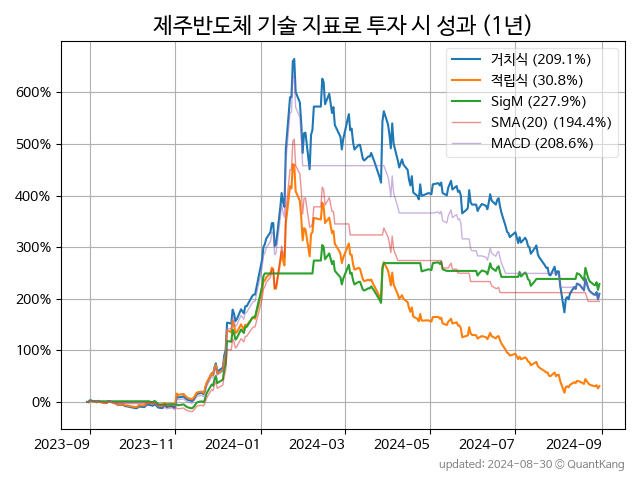 제주반도체 기술 지표로 투자 시 성과 (1년)
거치식 (209.1%)
적립식 (30.8%)
SigM (227.9%)
SMA(20) (194.4%)
MACD (208.6%)
600%
500%
400%
300%
200%
100%
0%
2023-09 2023-11 2024-01 2024-03 2024-05 2024-07 2024-09
updated: 2024-08-30 © QuantKang